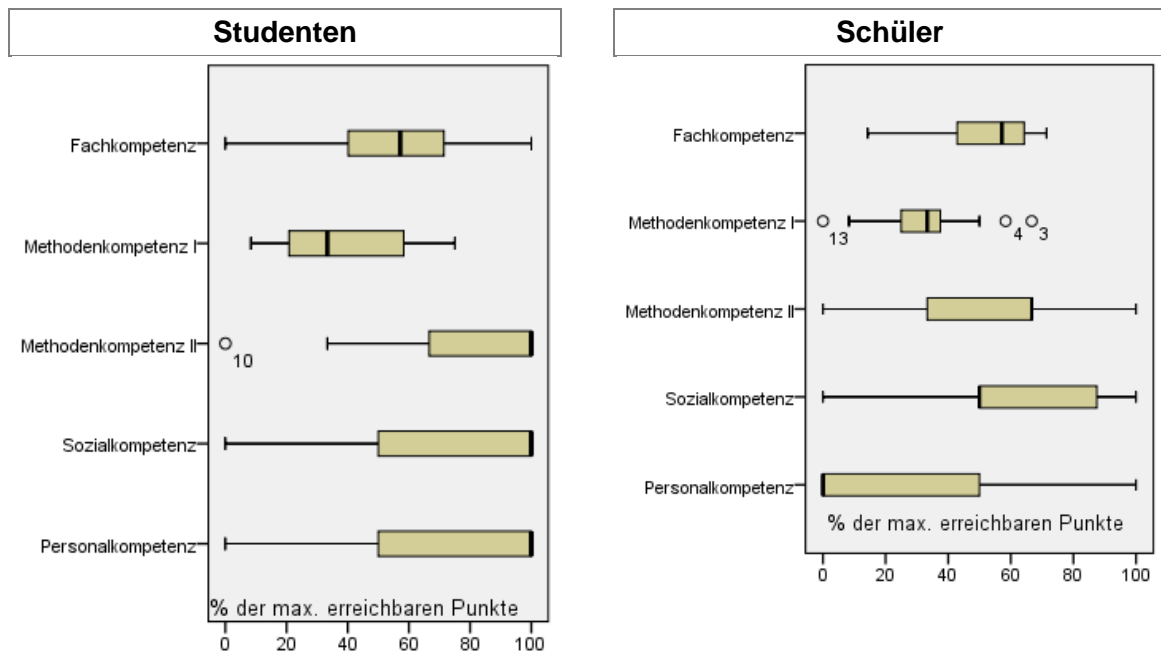 Studenten
Fachkompetenz
Methodenkompetenz I
Methodenkompetenz II
10
Sozialkompetenz
Personalkompetenz
% der max. erreichbaren Punkte
0 20 40 60 80 100
Schüler
Fachkompetenz
Methodenkompetenz I
13 4 3
Methodenkompetenz II
Sozialkompetenz
Personalkompetenz
% der max. erreichbaren Punkte
0 20 40 60 80 100